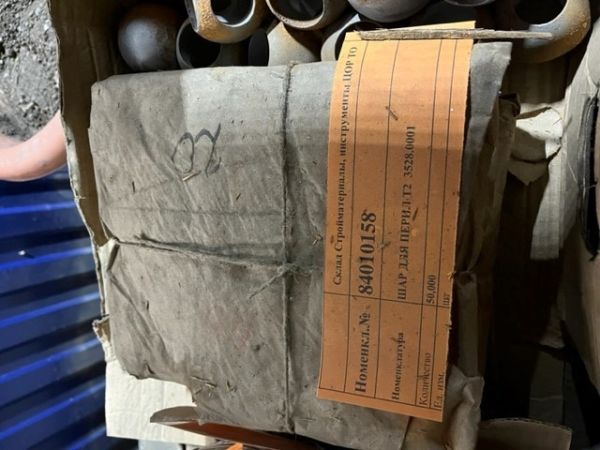 Склад Стройматериалы, инструменты ЦОР ТО
Номенкл.№ 84010158
Номенклатура ШАР ДЛЯ ПЕРИЛ Т2 3528.0001
Количество 50,000
Ед. изм. шт